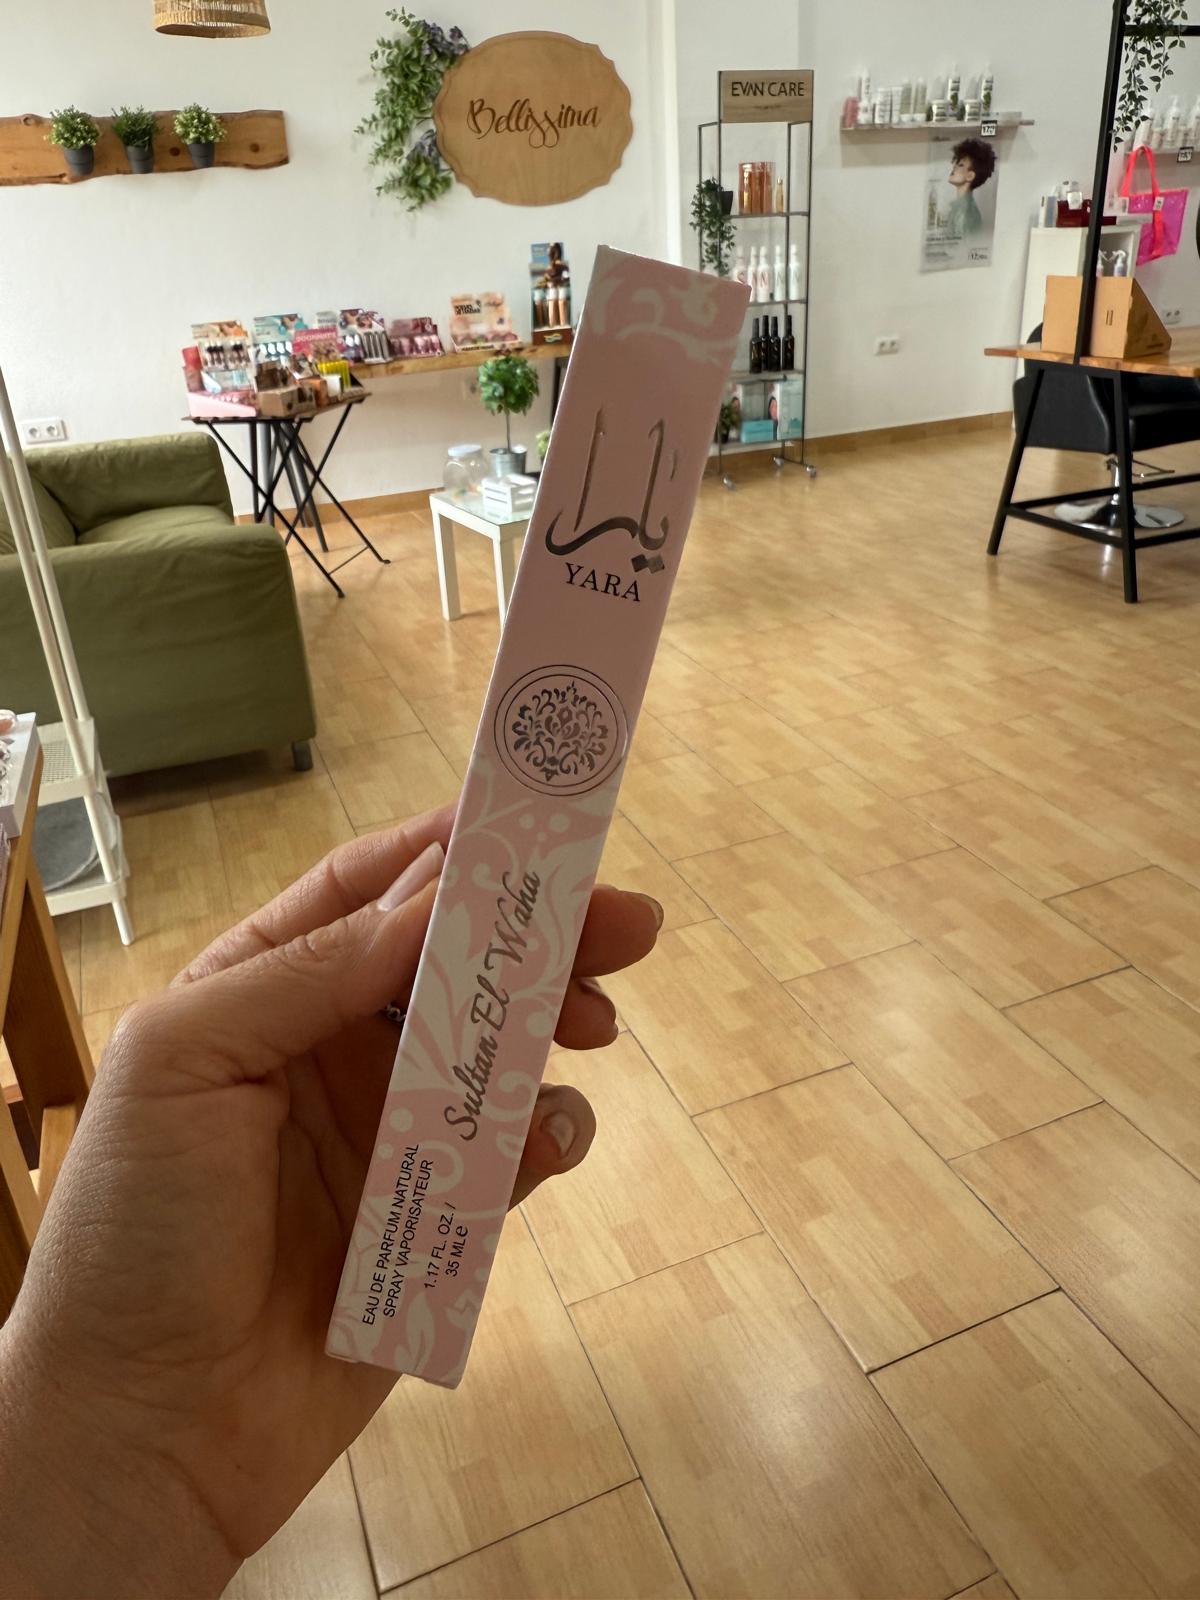 Bellissima
EVAN CARE
يارا
YARA
Sultan El Waha
EAU DE PARFUM NATURAL
SPRAY VAPORISATEUR
1.17 FL. OZ. /
35 MLe